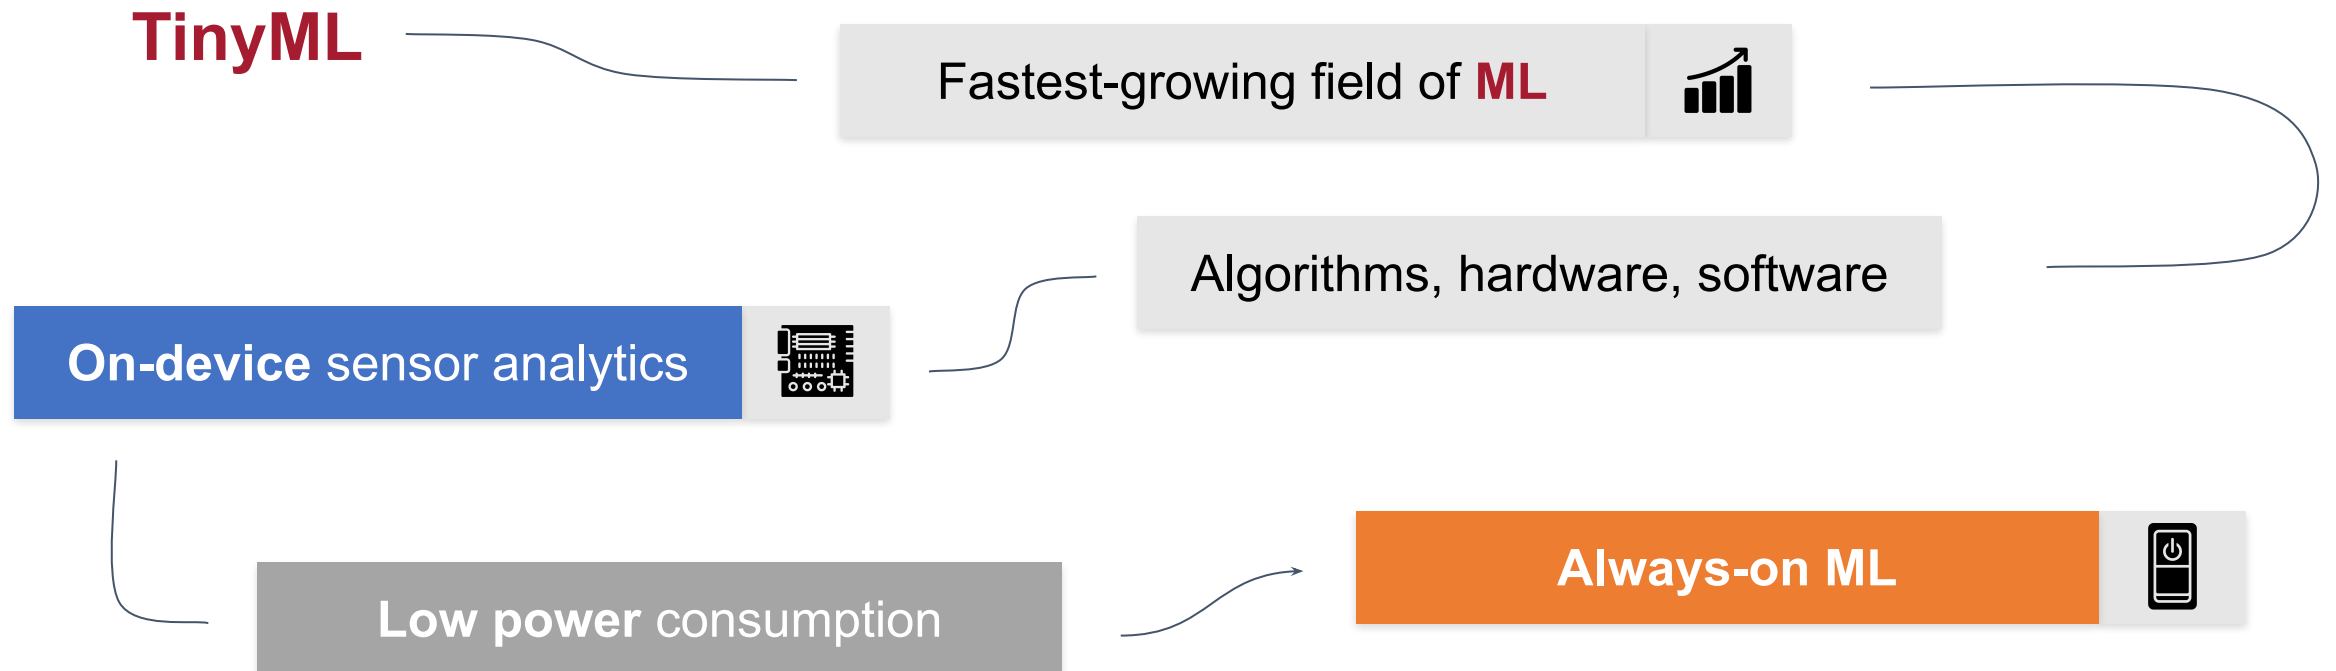 TinyML
Fastest-growing field of ML
Algorithms, hardware, software
On-device sensor analytics
Low power consumption
Always-on ML